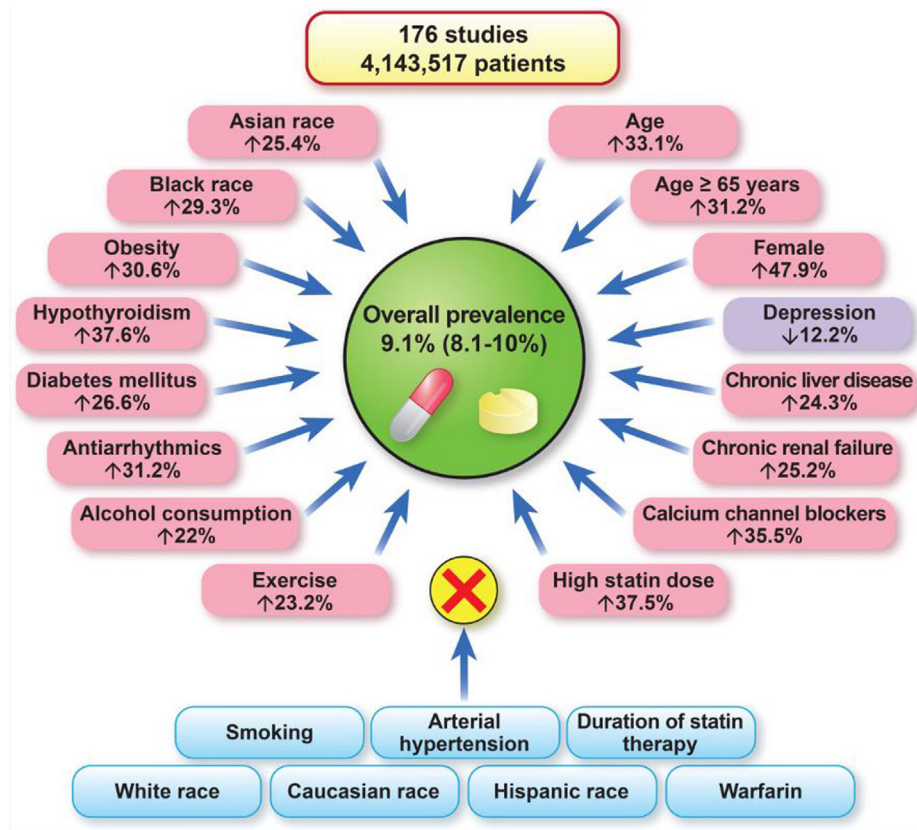 176 studies
4,143,517 patients
Asian race
↑25.4%
Black race
↑29.3%
Obesity
↑30.6%
Hypothyroidism
↑37.6%
Diabetes mellitus
↑26.6%
Antiarrhythmics
↑31.2%
Alcohol consumption
↑22%
Exercise
↑23.2%
Age
↑33.1%
Age ≥ 65 years
↑31.2%
Female
↑47.9%
Depression
↓12.2%
Chronic liver disease
↑24.3%
Chronic renal failure
↑25.2%
Calcium channel blockers
↑35.5%
High statin dose
↑37.5%
Overall prevalence
9.1% (8.1-10%)
Smoking
Arterial
hypertension
Duration of statin
therapy
White race
Caucasian race
Hispanic race
Warfarin